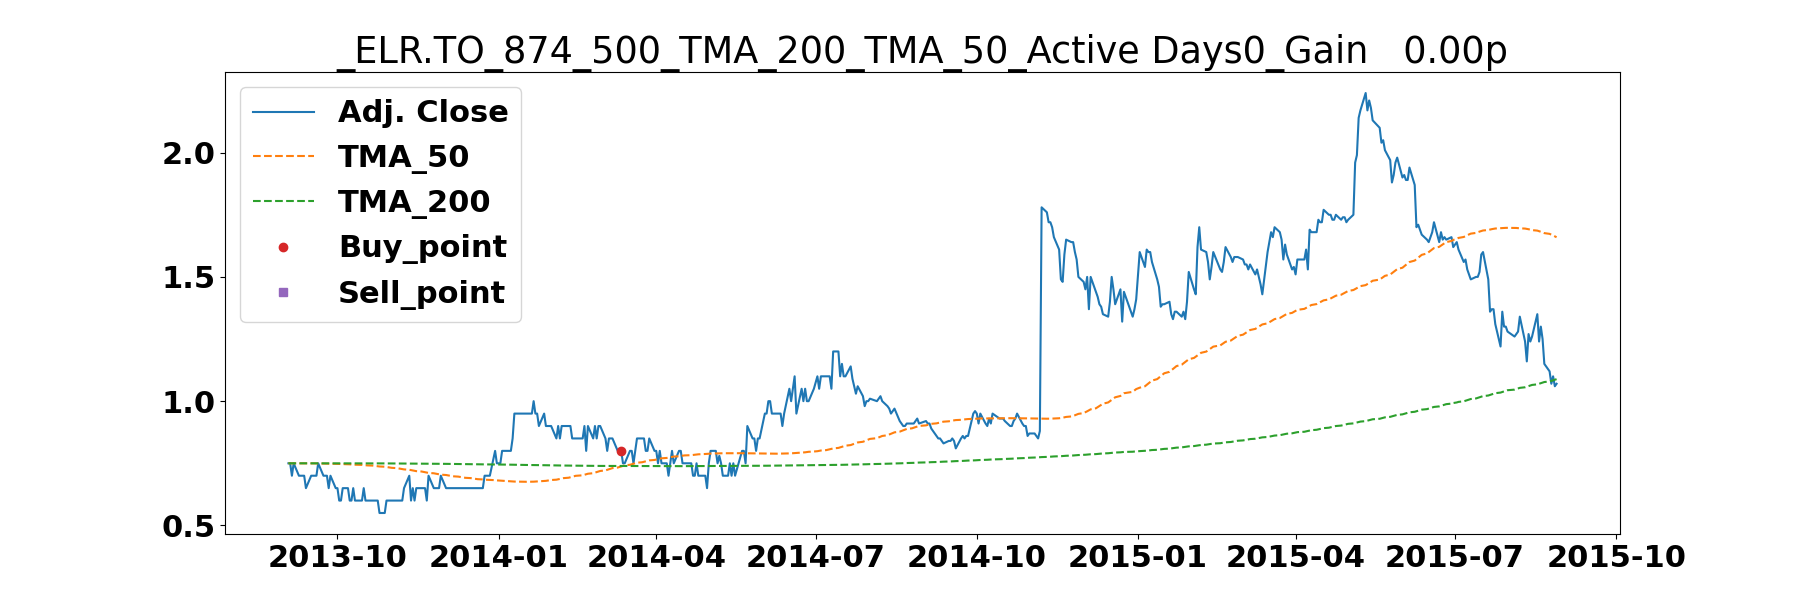 _ELR.TO_874_500_TMA_200_TMA_50_Active Days0_Gain   0.00p
Adj. Close
TMA_50
TMA_200
Buy_point
Sell_point
2.0
1.5
1.0
0.5
2013-10 2014-01 2014-04 2014-07 2014-10 2015-01 2015-04 2015-07 2015-10